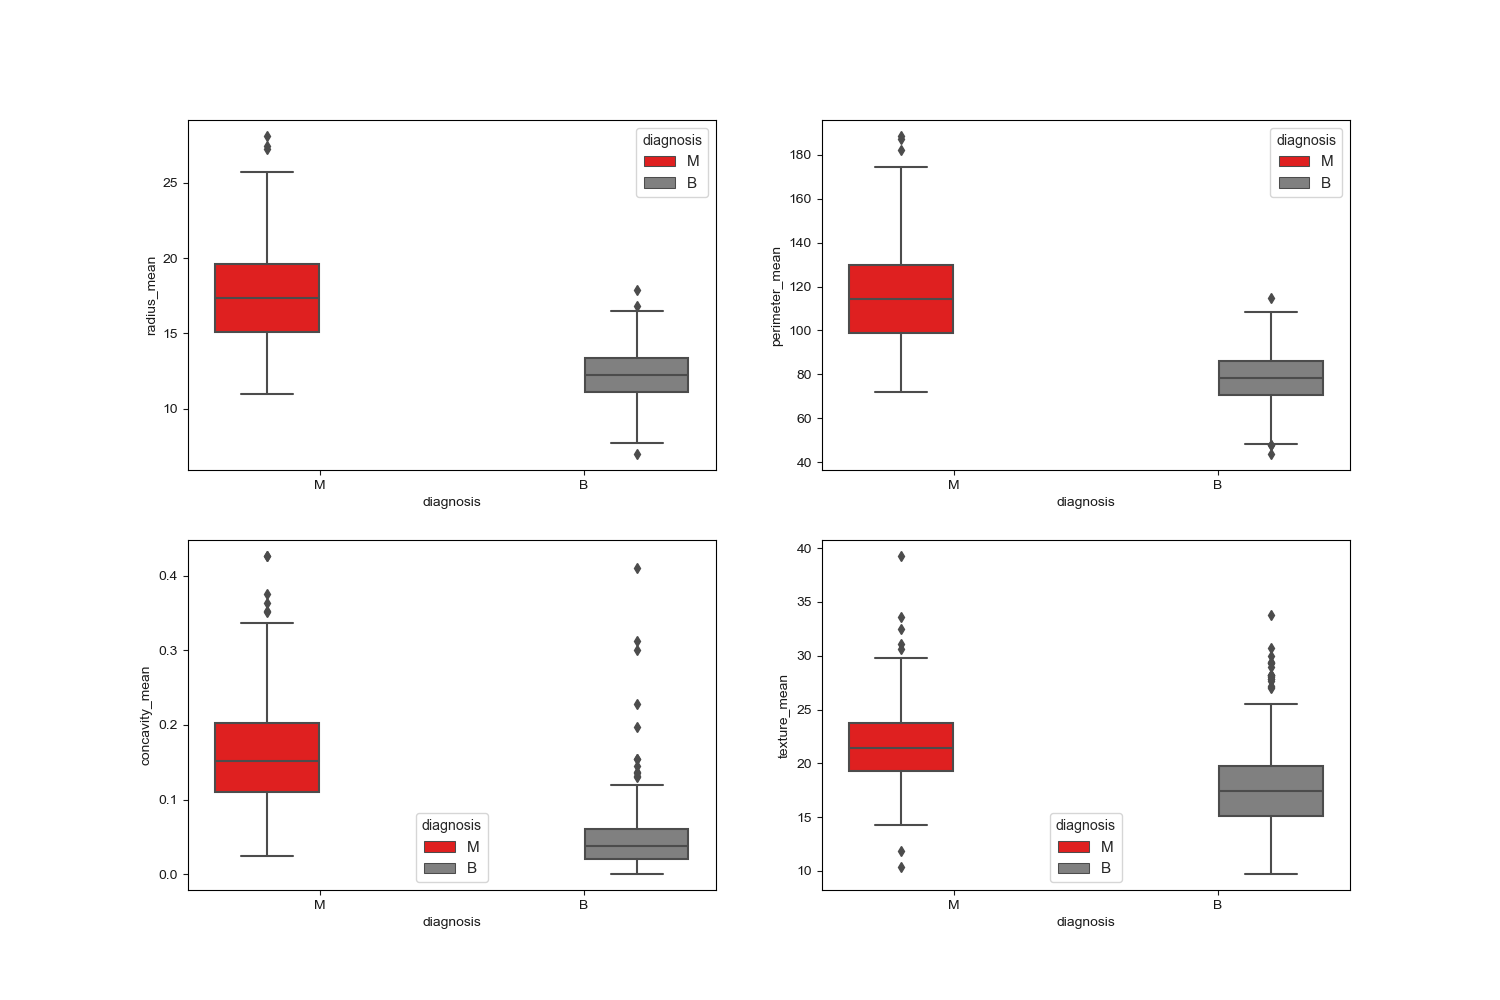 diagnosis
M
B
25
20
15
10
radius_mean
M
B
diagnosis
diagnosis
M
B
180
160
140
120
100
80
60
40
perimeter_mean
M
B
diagnosis
0.4
0.3
0.2
0.1
0.0
concavity_mean
diagnosis
M
B
M
B
diagnosis
40
35
30
25
20
15
10
texture_mean
diagnosis
M
B
M
B
diagnosis